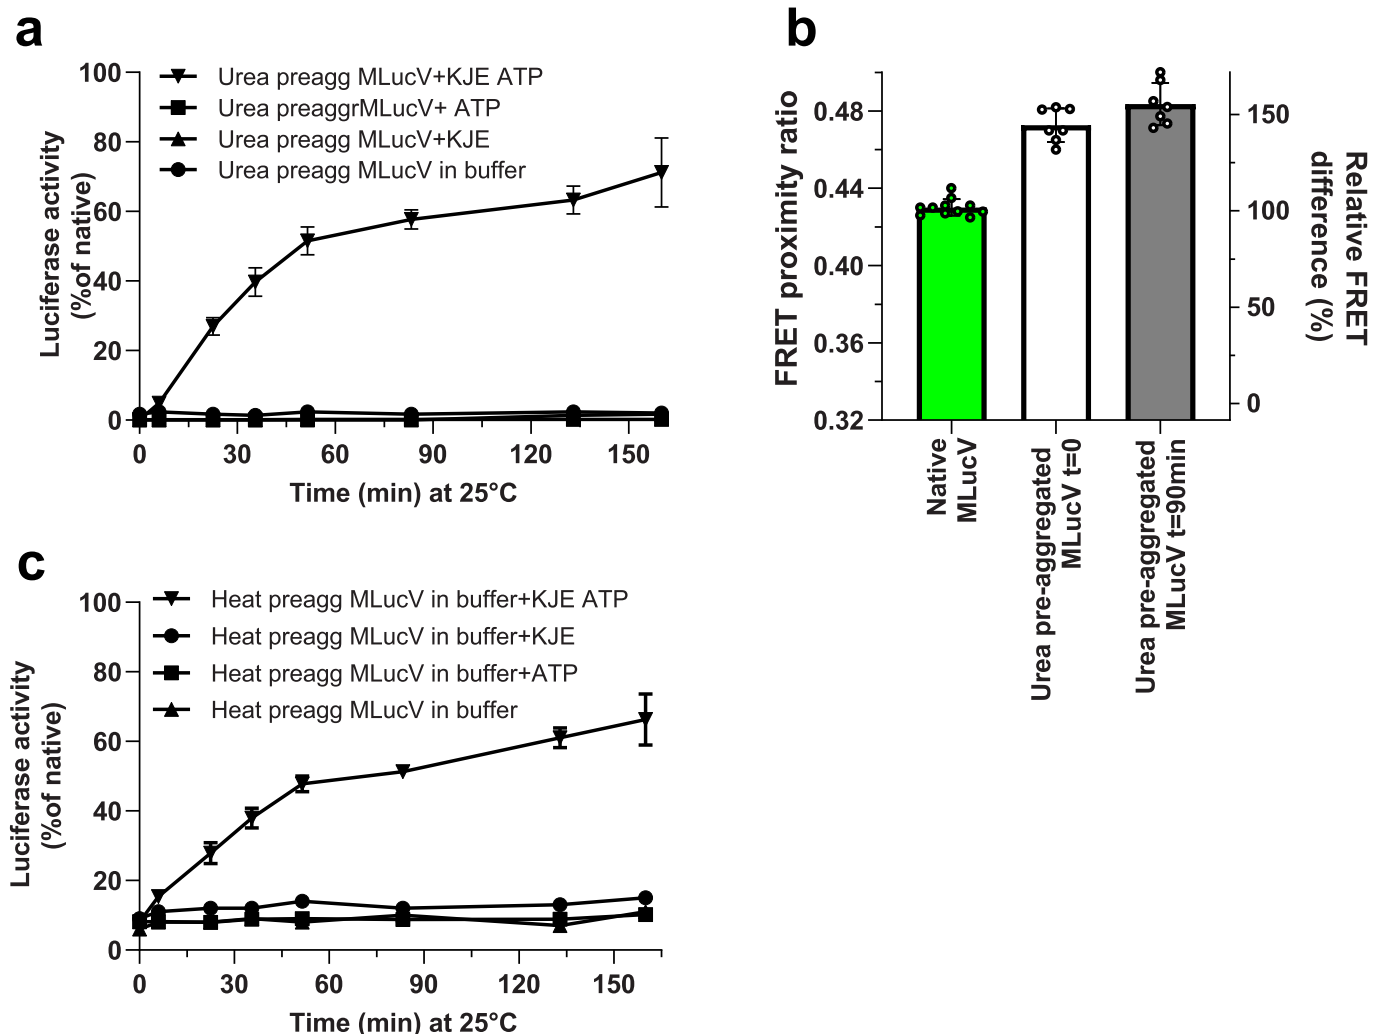 a
100
80
60
40
20
0
Luciferase activity
(%of native)
Urea preagg MLucV+KJE ATP
Urea preaggrMLucV+ ATP
Urea preagg MLucV+KJE
Urea preagg MLucV in buffer
0 30 60 90 120 150
Time (min) at 25°C
b
FRET proximity ratio
0.48
0.44
0.40
0.36
0.32
150
100
50
0
Relative FRET
difference (%)
Native
MLucV
Urea pre-aggregated
MLucV t=0
Urea pre-aggregated
MLucV t=90min
c
100
80
60
40
20
0
Luciferase activity
(%of native)
Heat preagg MLucV in buffer+KJE ATP
Heat preagg MLucV in buffer+KJE
Heat preagg MLucV in buffer+ATP
Heat preagg MLucV in buffer
0 30 60 90 120 150
Time (min) at 25°C